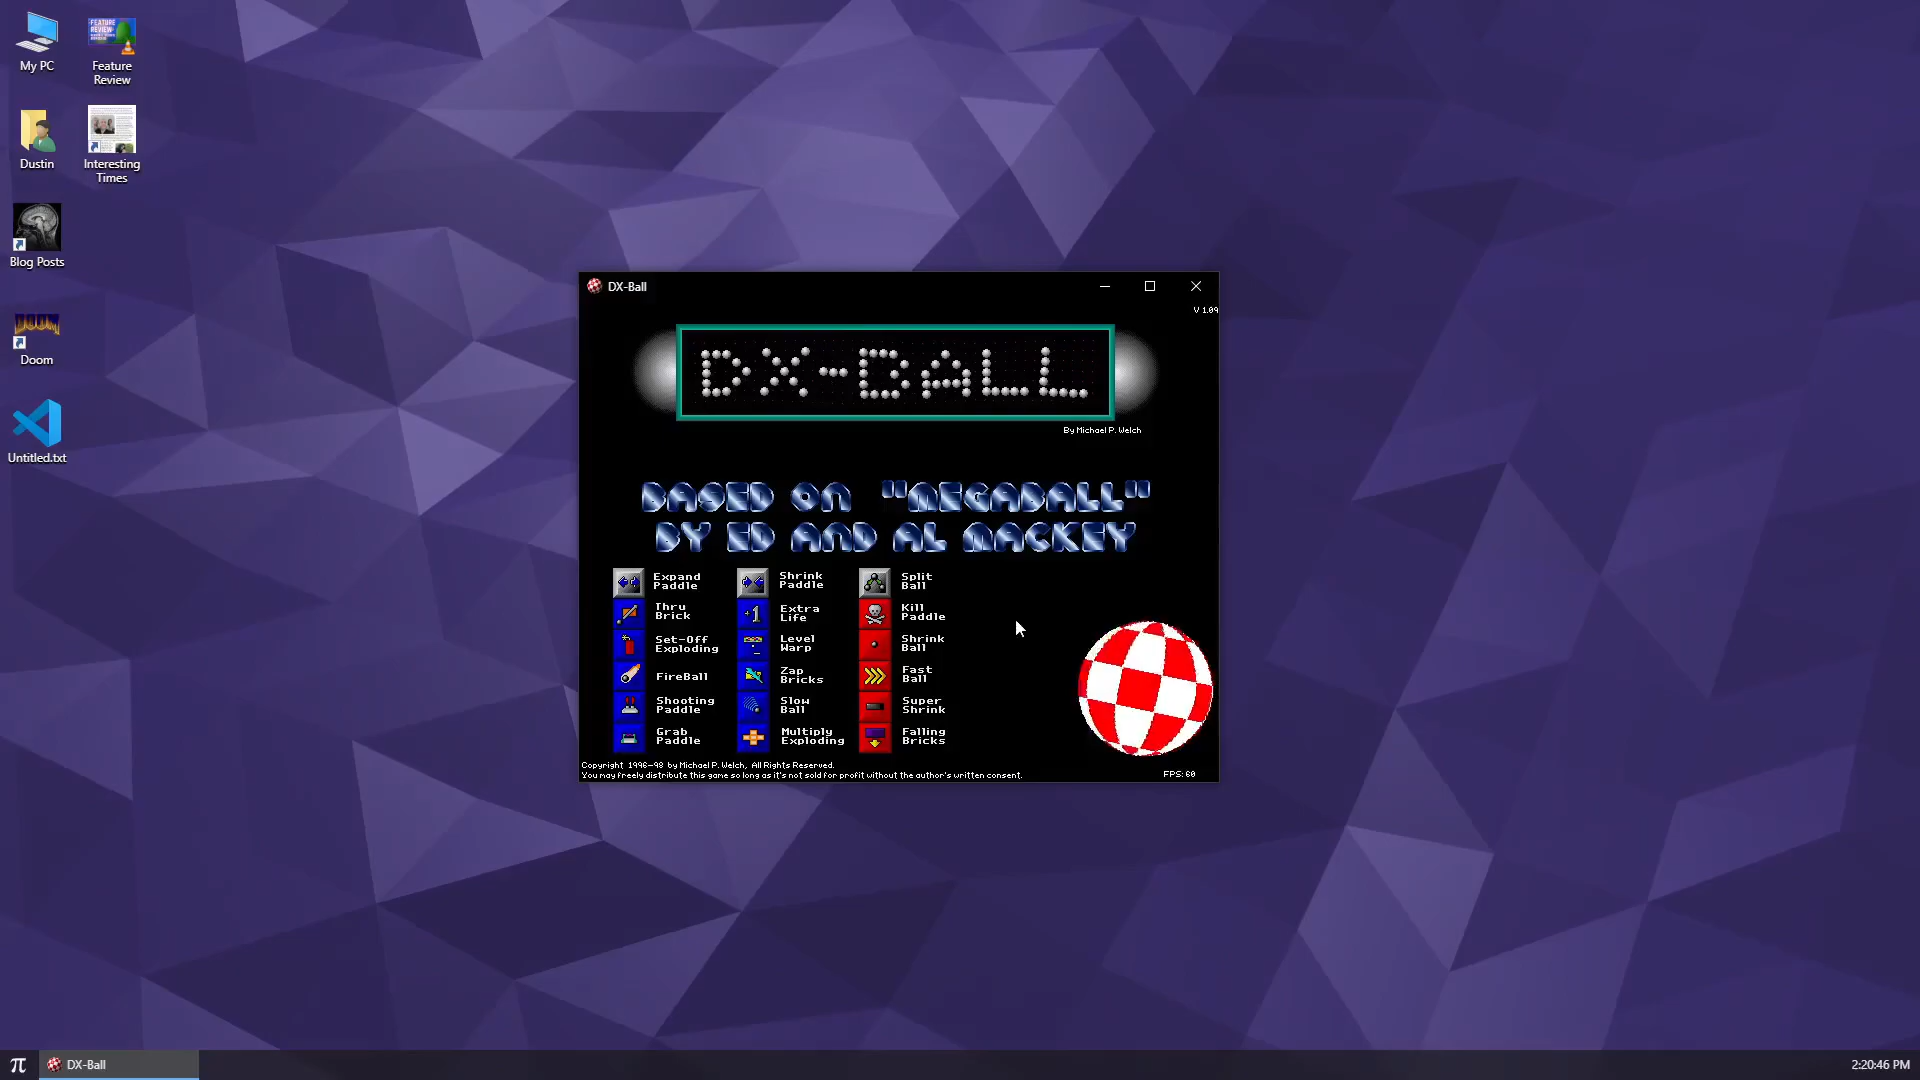 My PC
Feature
Review
Dustin
Interesting
Times
Blog Posts
DOOM
Doom
Untitled.txt
DX-Ball
V 1.09
DX-BALL
By Michael P. Welch
BASED ON "MEGABALL"
BY ED AND AL MACKEY
Expand
Paddle
Shrink
Paddle
Split
Ball
Thru
Brick
+1
Extra
Life
Kill
Paddle
Set-Off
Exploding
Level
Warp
Shrink
Ball
FireBall
Zap
Bricks
Fast
Ball
Shooting
Paddle
Slow
Ball
Super
Shrink
Grab
Paddle
Multiply
Exploding
Falling
Bricks
Copyright 1996-98 by Michael P. Welch, All Rights Reserved.
You may freely distribute this game so long as it's not sold for profit without the author's written consent.
FPS: 60
π
DX-Ball
2:20:46 PM